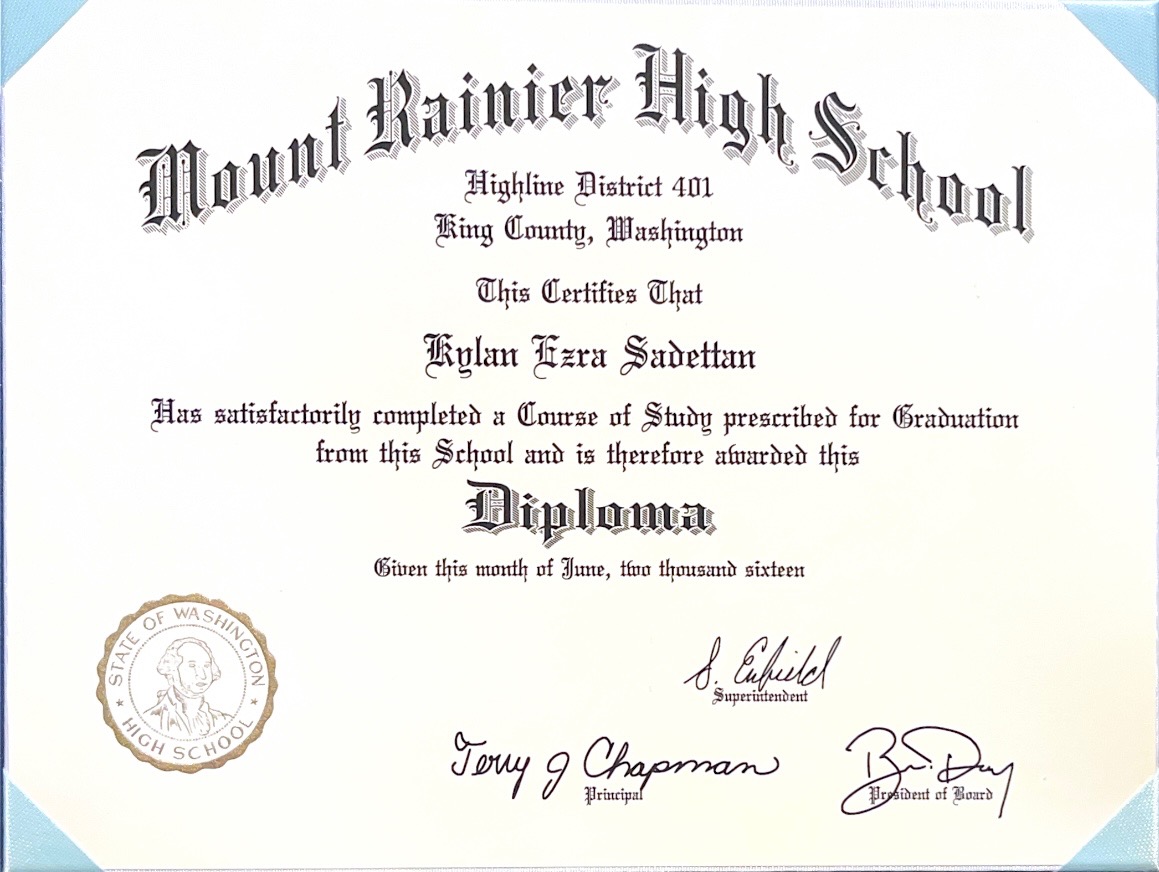 Mount Rainier High School
Highline District 401
King County, Washington
This Certifies That
Kylan Ezra Sadettan
Has satisfactorily completed a Course of Study prescribed for Graduation
from this School and is therefore awarded this
Diploma
Given this month of June, two thousand sixteen
STATE OF WASHINGTON
HIGH SCHOOL
S. Enfield
Superintendent
Terry J Chapman
Principal
President of Board